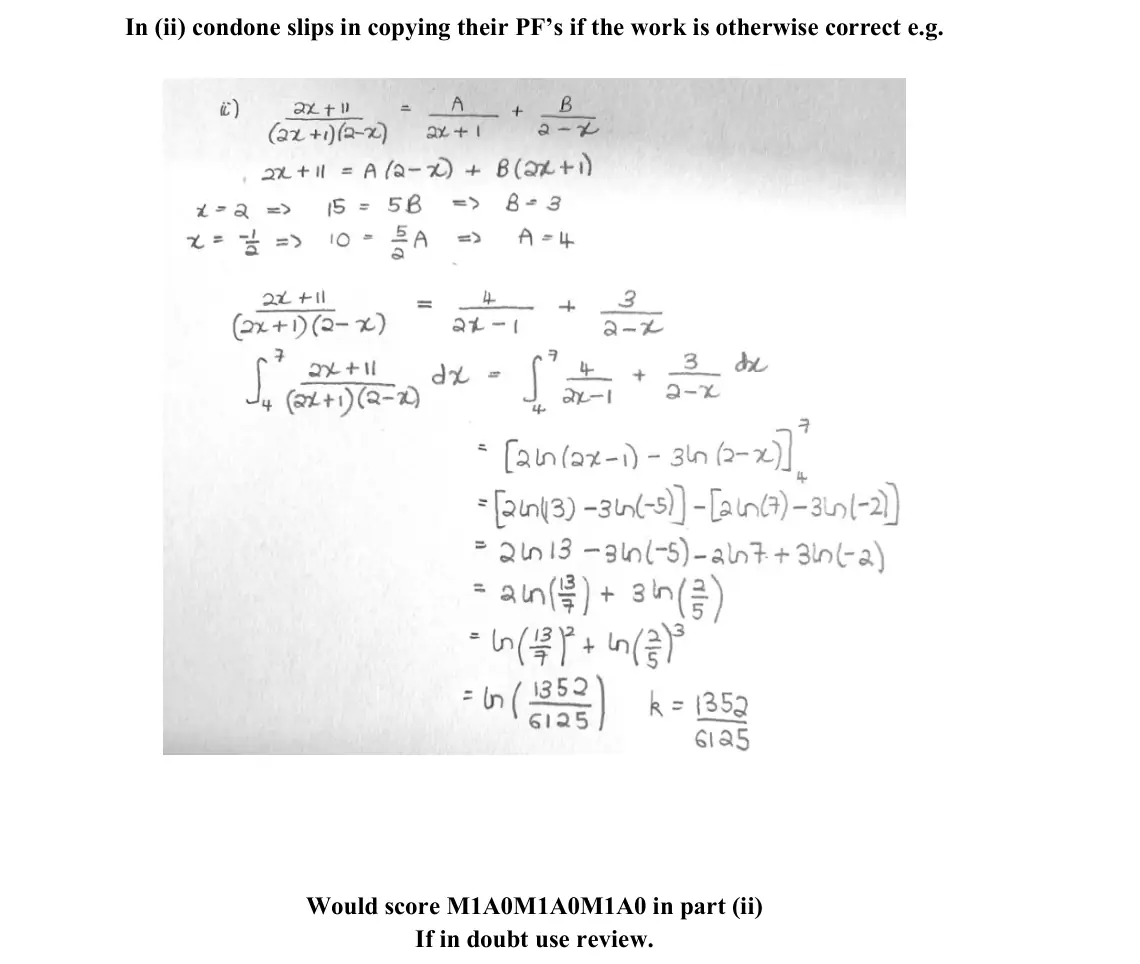 In (ii) condone slips in copying their PF’s if the work is otherwise correct e.g.
ii) (2x+11)/((2x+1)(2-x)) = A/(2x+1) + B/(2-x)
2x+11 = A(2-x) + B(2x+1)
x=2 => 15 = 5B => B=3
x = -1/2 => 10 = 5/2 A => A=4
(2x+11)/((2x+1)(2-x)) = 4/(2x-1) + 3/(2-x)
∫₄⁷ (2x+11)/((2x+1)(2-x)) dx = ∫₄⁷ 4/(2x-1) + 3/(2-x) dx
= [2ln(2x-1) - 3ln(2-x)]₄⁷
= [2ln(13) - 3ln(-5)] - [2ln(7) - 3ln(-2)]
= 2ln13 - 3ln(-5) - 2ln7 + 3ln(-2)
= 2ln(13/7) + 3ln(2/5)
= ln(13/7)² + ln(2/5)³
= ln(1352/6125) k = 1352/6125
Would score M1A0M1A0M1A0 in part (ii)
If in doubt use review.